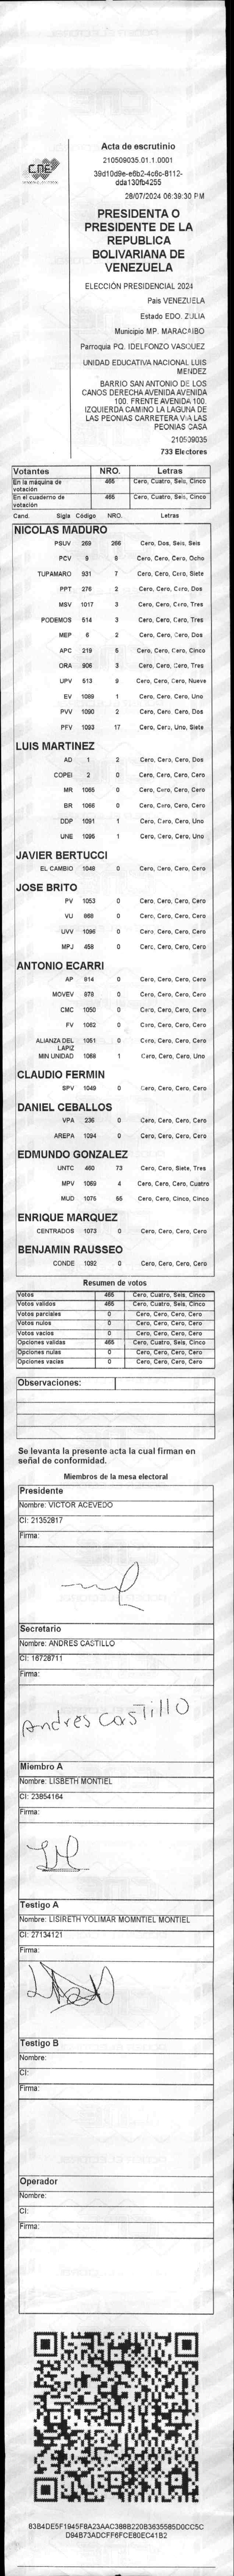 CNE
Acta de escrutinio
210509035.01.1.0001
39d10d9e-e6b2-4c6c-8112-
dda130fb4255
28/07/2024 06:39:30 PM
PRESIDENTA O
PRESIDENTE DE LA
REPUBLICA
BOLIVARIANA DE
VENEZUELA
ELECCIÓN PRESIDENCIAL 2024
Pais VENEZUELA
Estado EDO. ZULIA
Municipio MP. MARACAIBO
Parroquia PQ. IDELFONZO VASQUEZ
UNIDAD EDUCATIVA NACIONAL LUIS
MENDEZ
BARRIO SAN ANTONIO DE LOS
CANOS DERECHA AVENIDA AVENIDA
100. FRENTE AVENIDA 100.
IZQUIERDA CAMINO LA LAGUNA DE
LAS PEONIAS CARRETERA VIA LAS
PEONIAS CASA
210509035
733 Electores
Votantes NRO. Letras
En la máquina de votación 465 Cero, Cuatro, Seis, Cinco
En el cuaderno de votación 465 Cero, Cuatro, Seis, Cinco
Cand. Sigla Código NRO. Letras
NICOLAS MADURO
PSUV 269 266 Cero, Dos, Seis, Seis
PCV 9 8 Cero, Cero, Cero, Ocho
TUPAMARO 931 7 Cero, Cero, Cero, Siete
PPT 276 2 Cero, Cero, Cero, Dos
MSV 1017 3 Cero, Cero, Cero, Tres
PODEMOS 514 3 Cero, Cero, Cero, Tres
MEP 6 2 Cero, Cero, Cero, Dos
APC 219 5 Cero, Cero, Cero, Cinco
ORA 906 3 Cero, Cero, Cero, Tres
UPV 513 9 Cero, Cero, Cero, Nueve
EV 1089 1 Cero, Cero, Cero, Uno
PVV 1090 2 Cero, Cero, Cero, Dos
PFV 1093 17 Cero, Cero, Uno, Siete
LUIS MARTINEZ
AD 1 2 Cero, Cero, Cero, Dos
COPEI 2 0 Cero, Cero, Cero, Cero
MR 1065 0 Cero, Cero, Cero, Cero
BR 1066 0 Cero, Cero, Cero, Cero
DDP 1091 1 Cero, Cero, Cero, Uno
UNE 1095 1 Cero, Cero, Cero, Uno
JAVIER BERTUCCI
EL CAMBIO 1048 0 Cero, Cero, Cero, Cero
JOSE BRITO
PV 1053 0 Cero, Cero, Cero, Cero
VU 868 0 Cero, Cero, Cero, Cero
UVV 1096 0 Cero, Cero, Cero, Cero
MPJ 458 0 Cero, Cero, Cero, Cero
ANTONIO ECARRI
AP 814 0 Cero, Cero, Cero, Cero
MOVEV 878 0 Cero, Cero, Cero, Cero
CMC 1050 0 Cero, Cero, Cero, Cero
FV 1082 0 Cero, Cero, Cero, Cero
ALIANZA DEL LAPIZ 1051 0 Cero, Cero, Cero, Cero
MIN UNIDAD 1068 1 Cero, Cero, Cero, Uno
CLAUDIO FERMIN
SPV 1049 0 Cero, Cero, Cero, Cero
DANIEL CEBALLOS
VPA 236 0 Cero, Cero, Cero, Cero
AREPA 1094 0 Cero, Cero, Cero, Cero
EDMUNDO GONZALEZ
UNTC 460 73 Cero, Cero, Siete, Tres
MPV 1069 4 Cero, Cero, Cero, Cuatro
MUD 1075 55 Cero, Cero, Cinco, Cinco
ENRIQUE MARQUEZ
CENTRADOS 1073 0 Cero, Cero, Cero, Cero
BENJAMIN RAUSSEO
CONDE 1092 0 Cero, Cero, Cero, Cero
Resumen de votos
Votos 465 Cero, Cuatro, Seis, Cinco
Votos validos 465 Cero, Cuatro, Seis, Cinco
Votos parciales 0 Cero, Cero, Cero, Cero
Votos nulos 0 Cero, Cero, Cero, Cero
Votos vacios 0 Cero, Cero, Cero, Cero
Opciones validas 465 Cero, Cuatro, Seis, Cinco
Opciones nulas 0 Cero, Cero, Cero, Cero
Opciones vacias 0 Cero, Cero, Cero, Cero
Observaciones:
Se levanta la presente acta la cual firman en
señal de conformidad.
Miembros de la mesa electoral
Presidente
Nombre: VICTOR ACEVEDO
CI: 21352817
Firma:
Secretario
Nombre: ANDRES CASTILLO
CI: 16728711
Firma:
Andres Castillo
Miembro A
Nombre: LISBETH MONTIEL
CI: 23854164
Firma:
Testigo A
Nombre: LISIRETH YOLIMAR MOMNTIEL MONTIEL
CI: 27134121
Firma:
Testigo B
Nombre:
CI:
Firma:
Operador
Nombre:
CI:
Firma:
83B4DE5F1945F8A23AAC388B220B3635585D0CC5C
D94B73ADCFF6FCE80EC41B2